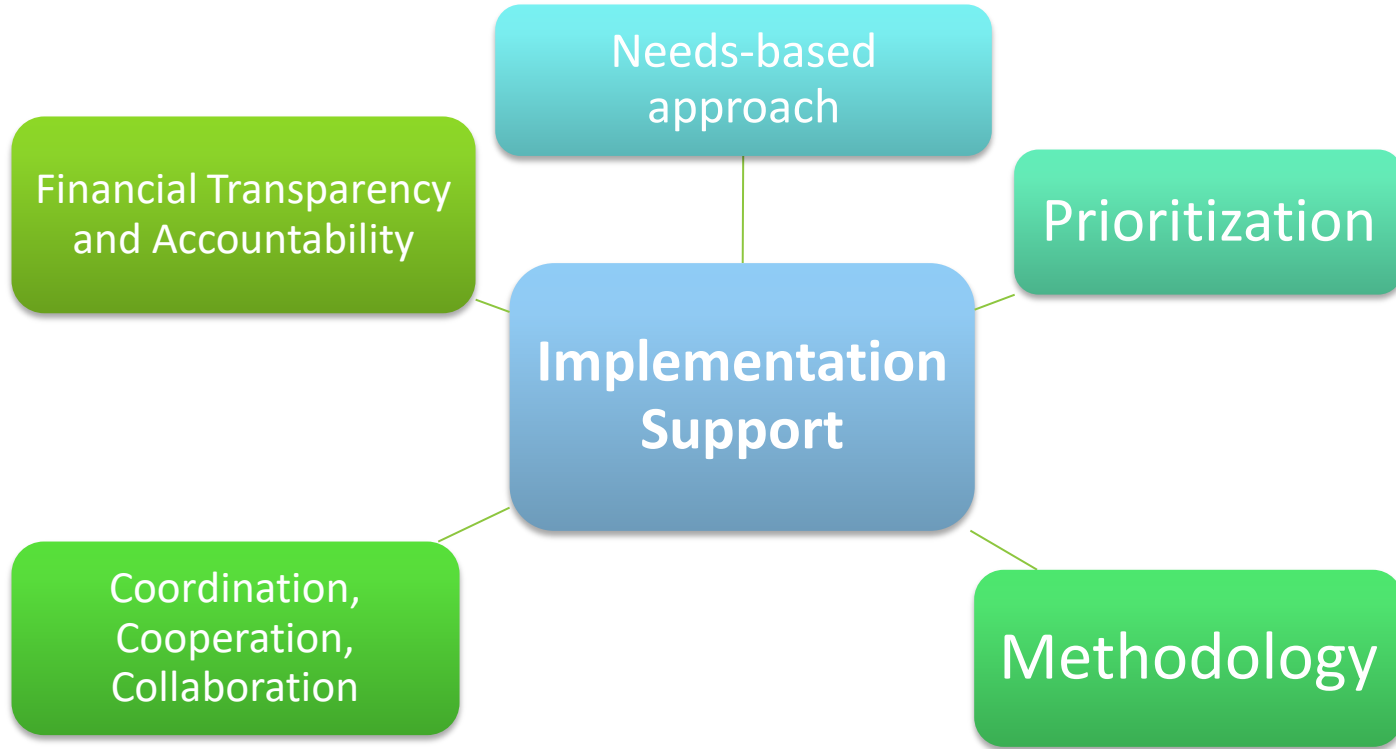 Needs-based
approach
Financial Transparency
and Accountability
Prioritization
Implementation
Support
Coordination,
Cooperation,
Collaboration
Methodology